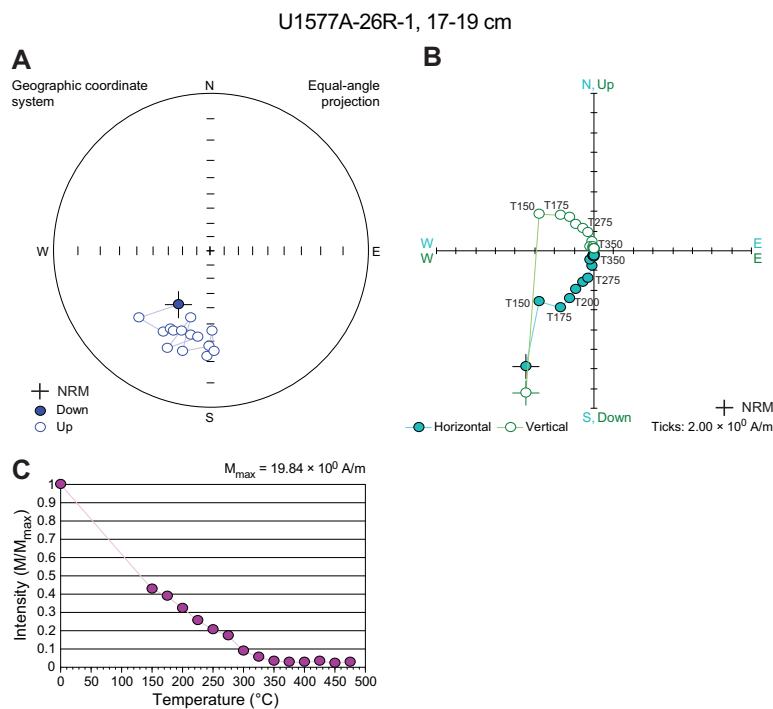 U1577A-26R-1, 17-19 cm
A
Geographic coordinate
system
Equal-angle
projection
N
W
E
S
NRM
Down
Up
B
N, Up
T150
T175
T275
T350
W
E
W
E
T350
T275
T200
T150
T175
NRM
S, Down
Horizontal
Vertical
Ticks: 2.00 × 10⁰ A/m
C
Mmax = 19.84 × 10⁰ A/m
Intensity (M/Mmax)
1
0.9
0.8
0.7
0.6
0.5
0.4
0.3
0.2
0.1
0
0 50 100 150 200 250 300 350 400 450 500
Temperature (°C)